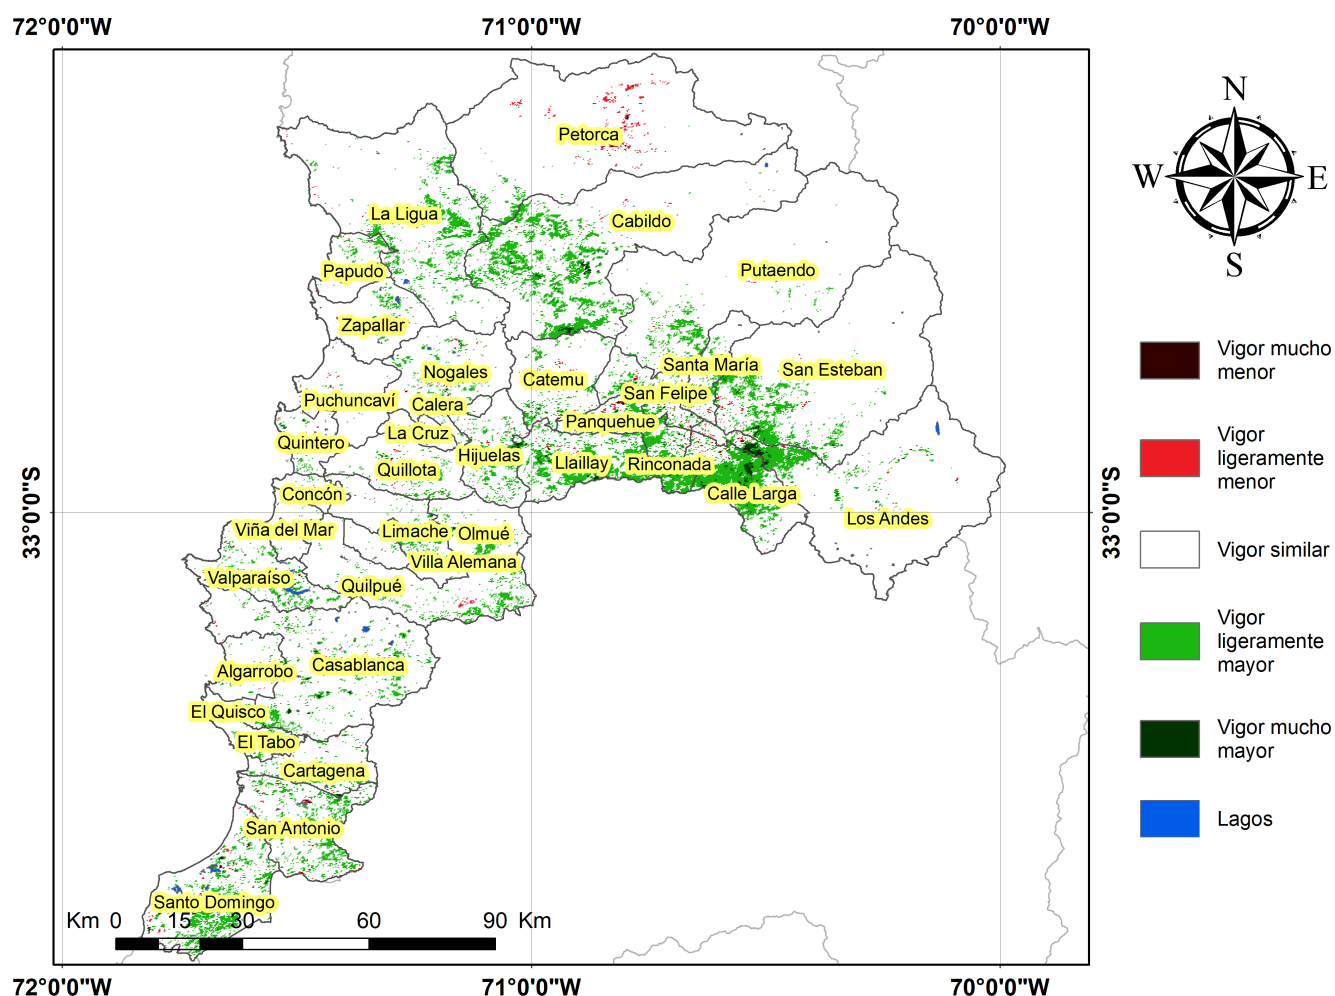 72°0'0"W 71°0'0"W 70°0'0"W
N
W E
S
Petorca
La Ligua
Cabildo
Papudo
Putaendo
Zapallar
Nogales
Catemu
Santa María
San Esteban
Puchuncaví
Calera
San Felipe
Quintero
La Cruz
Panquehue
Quillota
Hijuelas
Llaillay
Rinconada
Concón
Calle Larga
Viña del Mar
Limache
Olmué
Los Andes
Valparaíso
Quilpué
Villa Alemana
Algarrobo
Casablanca
El Quisco
El Tabo
Cartagena
San Antonio
Santo Domingo
33°0'0"S
33°0'0"S
Km 0 15 30 60 90 Km
72°0'0"W 71°0'0"W 70°0'0"W
Vigor mucho
menor
Vigor
ligeramente
menor
Vigor similar
Vigor
ligeramente
mayor
Vigor mucho
mayor
Lagos